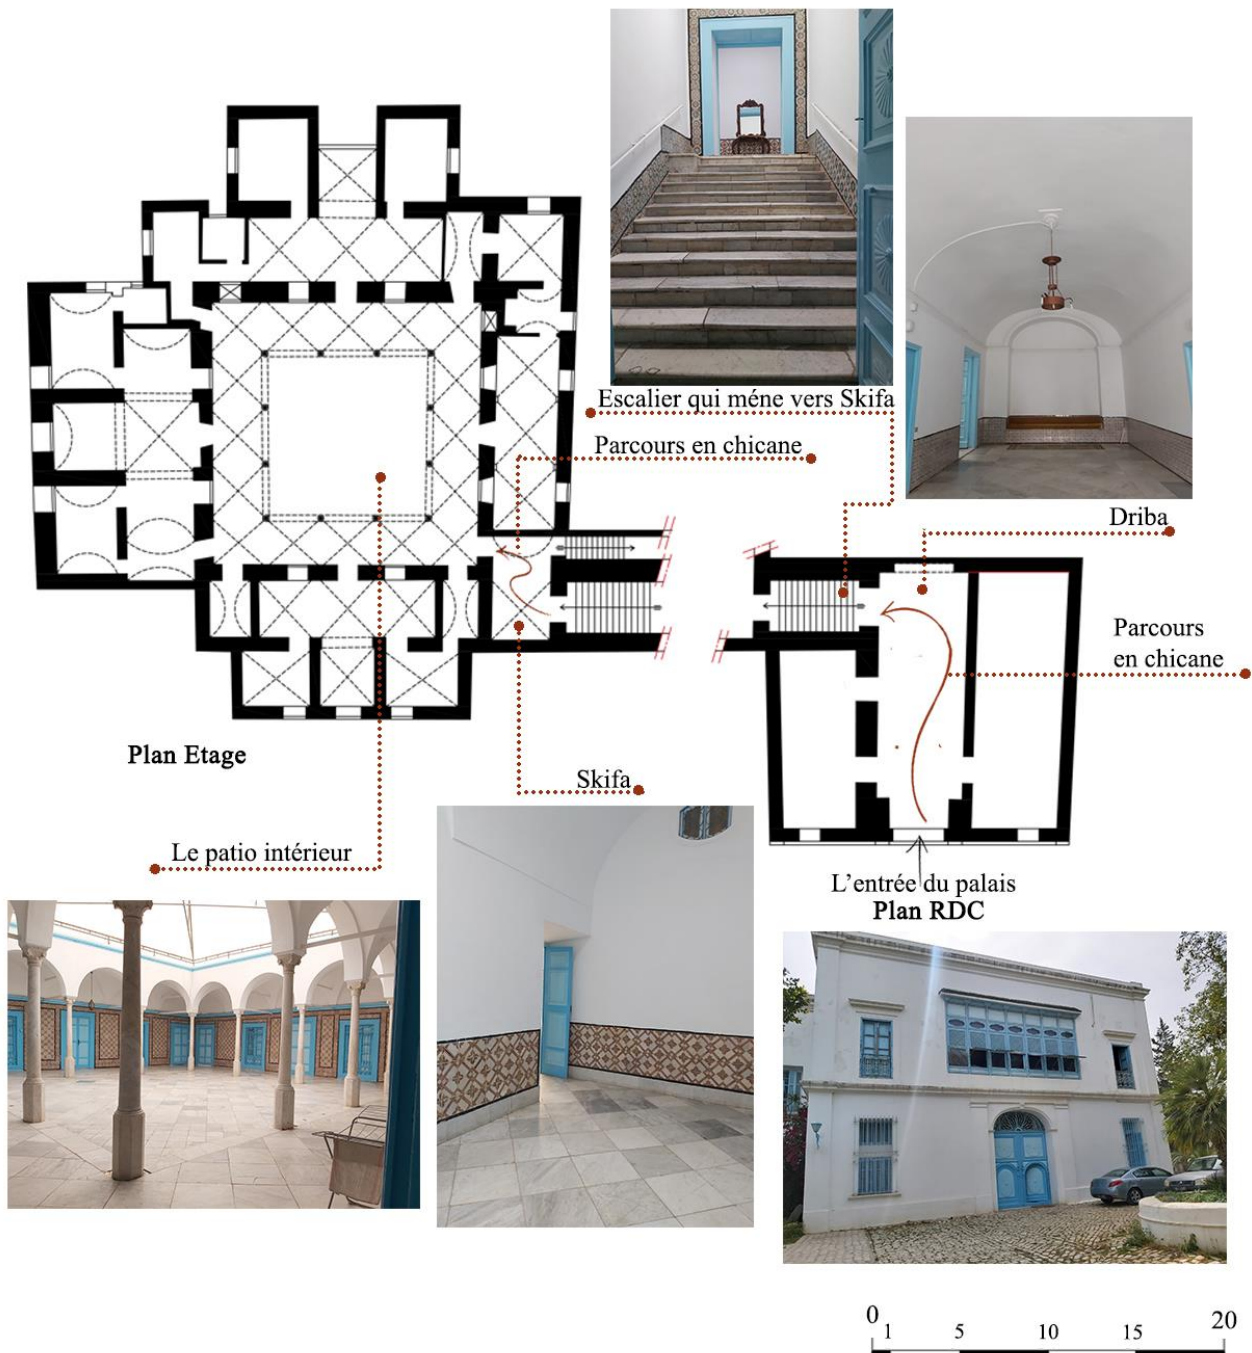 Escalier qui méne vers Skifa
Parcours en chicane
Driba
Parcours
en chicane
Plan Etage
Skifa
Le patio intérieur
L'entrée du palais
Plan RDC
0 1 5 10 15 20